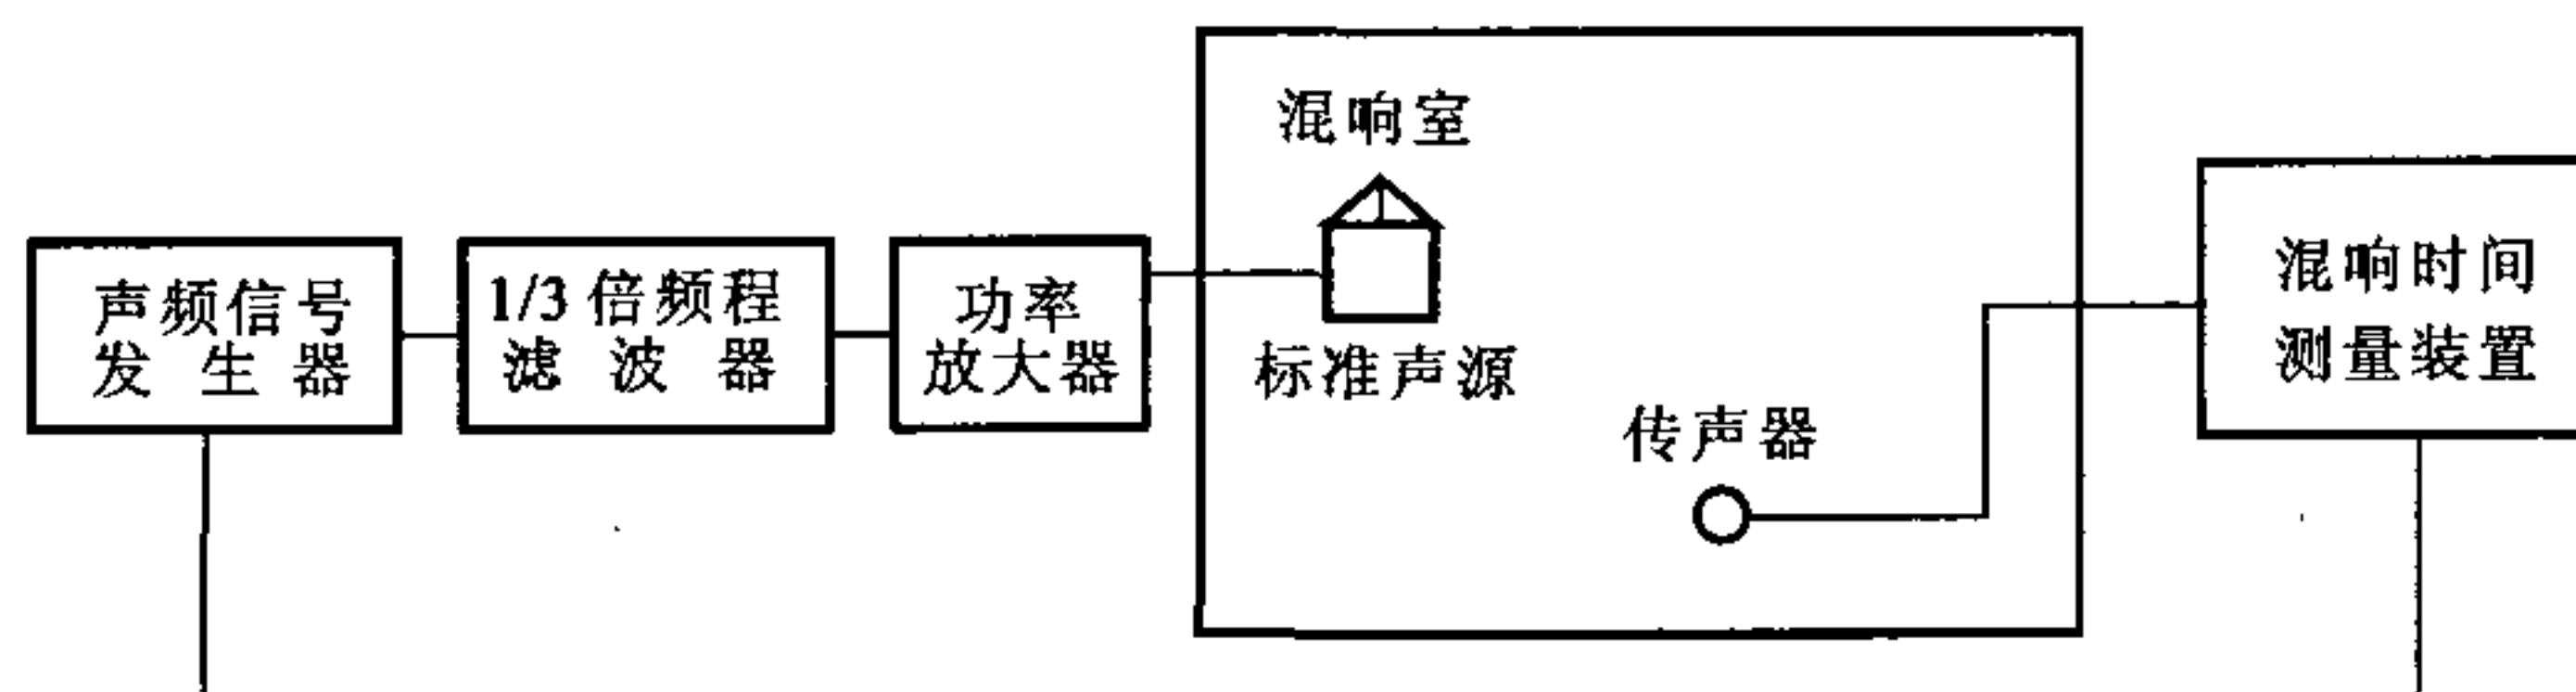 声频信号
发生器
1/3倍频程
滤波器
功率
放大器
混响室
标准声源
传声器
混响时间
测量装置